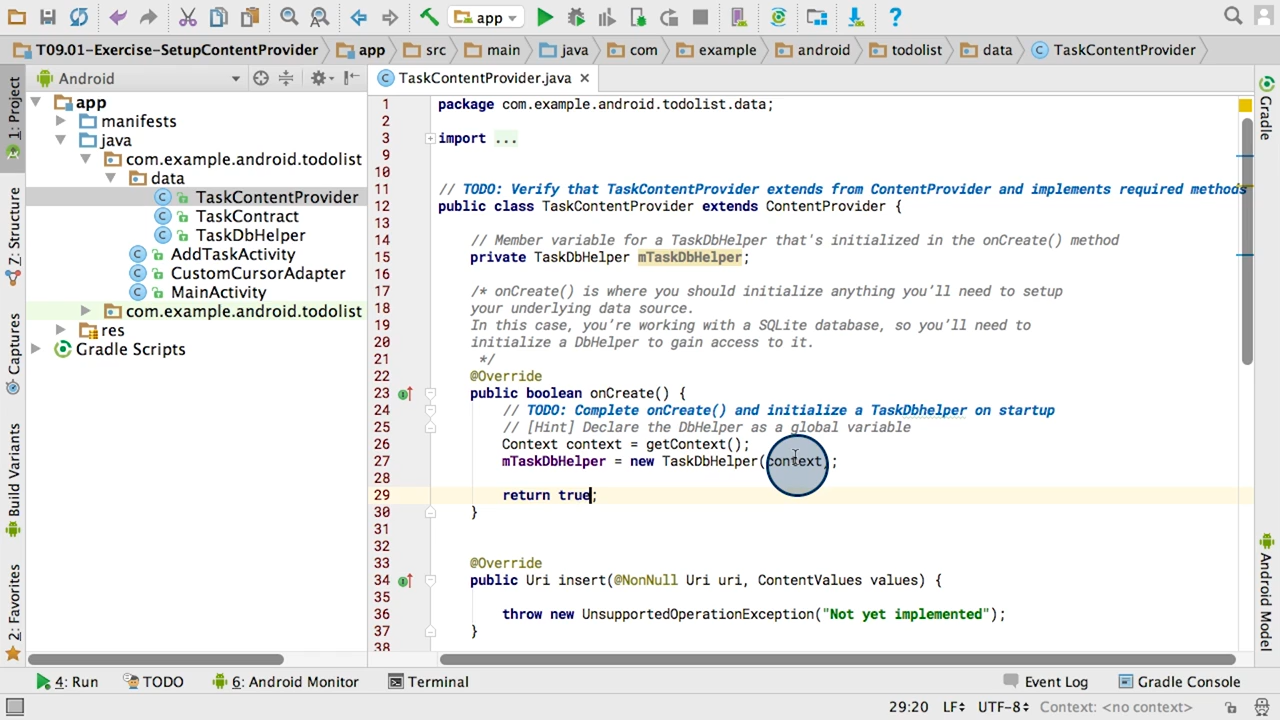 app
T09.01-Exercise-SetupContentProvider app src main java com example android todolist data TaskContentProvider
Android
TaskContentProvider.java
1: Project
7: Structure
Captures
Build Variants
2: Favorites
app
manifests
java
com.example.android.todolist
data
TaskContentProvider
TaskContract
TaskDbHelper
AddTaskActivity
CustomCursorAdapter
MainActivity
com.example.android.todolist
res
Gradle Scripts
1 package com.example.android.todolist.data;
2
3 import ...
9
10
11 // TODO: Verify that TaskContentProvider extends from ContentProvider and implements required methods
12 public class TaskContentProvider extends ContentProvider {
13
14 // Member variable for a TaskDbHelper that's initialized in the onCreate() method
15 private TaskDbHelper mTaskDbHelper;
16
17 /* onCreate() is where you should initialize anything you'll need to setup
18 your underlying data source.
19 In this case, you're working with a SQLite database, so you'll need to
20 initialize a DbHelper to gain access to it.
21 */
22 @Override
23 public boolean onCreate() {
24 // TODO: Complete onCreate() and initialize a TaskDbhelper on startup
25 // [Hint] Declare the DbHelper as a global variable
26 Context context = getContext();
27 mTaskDbHelper = new TaskDbHelper(context);
28
29 return true;
30 }
31
32
33 @Override
34 public Uri insert(@NonNull Uri uri, ContentValues values) {
35
36 throw new UnsupportedOperationException("Not yet implemented");
37 }
38
Gradle
Android Model
4: Run TODO 6: Android Monitor Terminal Event Log Gradle Console
29:20 LF UTF-8 Context: <no context>